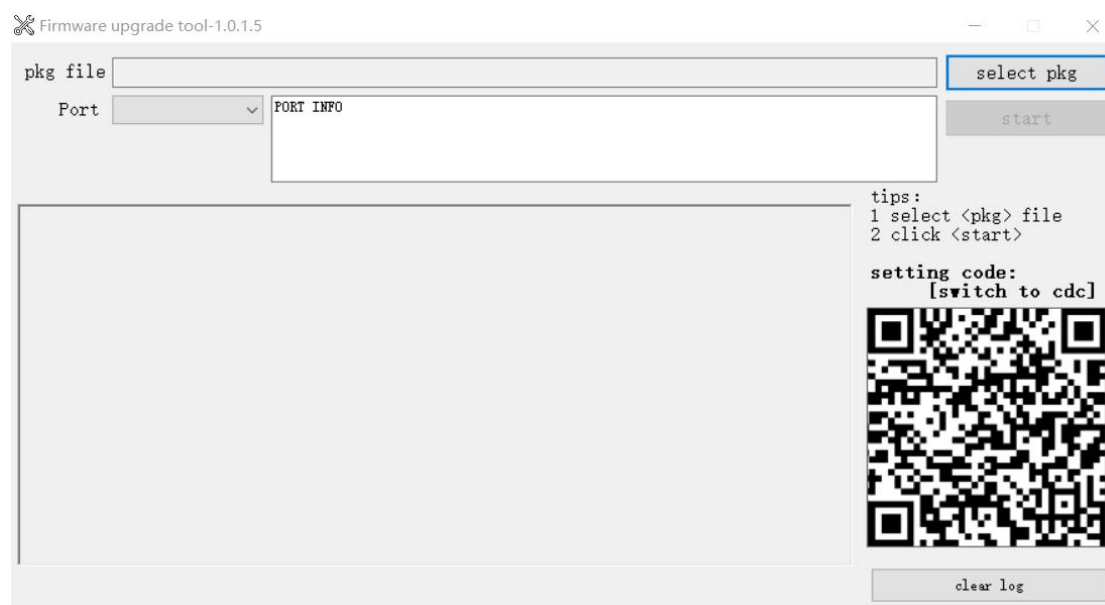 Firmware upgrade tool-1.0.1.5
pkg file
select pkg
Port
PORT INFO
start
tips:
1 select <pkg> file
2 click <start>
setting code:
[switch to cdc]
clear log